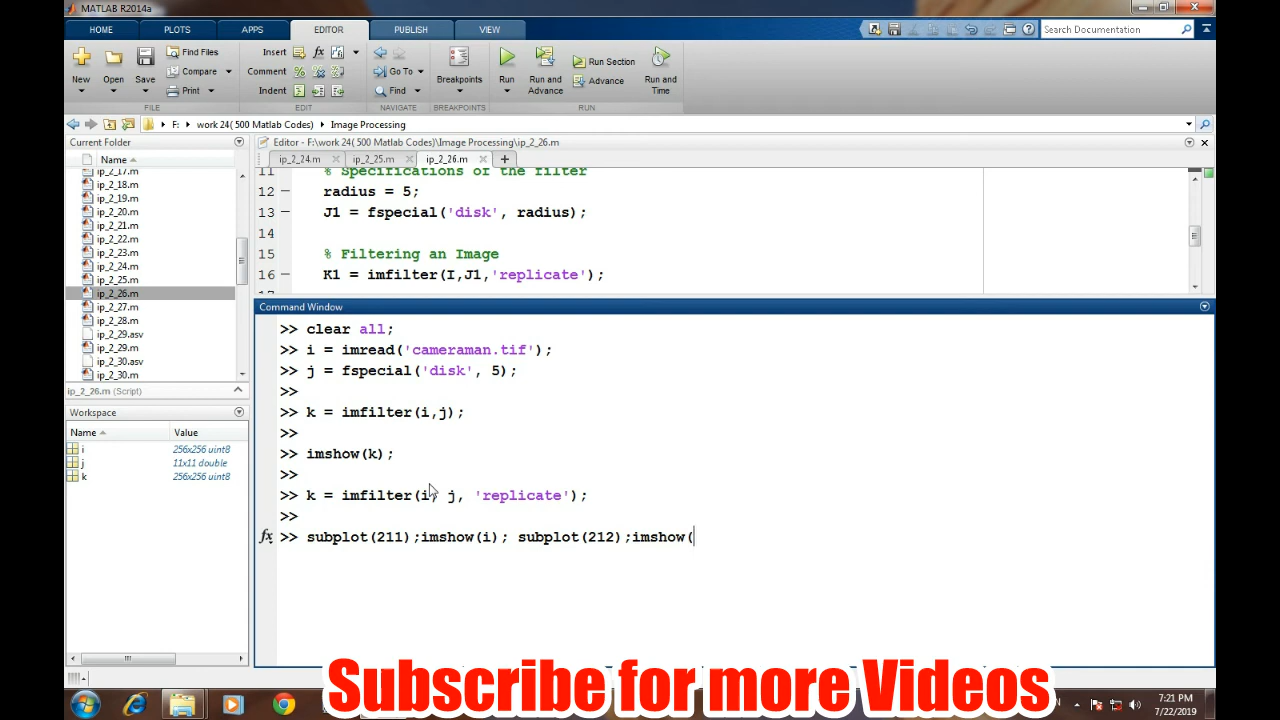 MATLAB R2014a
HOME PLOTS APPS EDITOR PUBLISH VIEW Search Documentation
New Open Save Find Files Compare Print Insert Comment Indent fx Go To Find Breakpoints Run Run and Advance Run Section Advance Run and Time
FILE EDIT NAVIGATE BREAKPOINTS RUN
F: work 24( 500 Matlab Codes) Image Processing
Current Folder
Name
ip_2_17.m
ip_2_18.m
ip_2_19.m
ip_2_20.m
ip_2_21.m
ip_2_22.m
ip_2_23.m
ip_2_24.m
ip_2_25.m
ip_2_26.m
ip_2_27.m
ip_2_28.m
ip_2_29.asv
ip_2_29.m
ip_2_30.asv
ip_2_30.m
ip_2_26.m (Script)
Workspace
Name Value
i 256x256 uint8
j 11x11 double
k 256x256 uint8
Editor - F:\work 24( 500 Matlab Codes)\Image Processing\ip_2_26.m
ip_2_24.m ip_2_25.m ip_2_26.m
11 % Specifications of the filter
12 radius = 5;
13 J1 = fspecial('disk', radius);
14
15 % Filtering an Image
16 K1 = imfilter(I,J1,'replicate');
Command Window
>> clear all;
>> i = imread('cameraman.tif');
>> j = fspecial('disk', 5);
>>
>> k = imfilter(i,j);
>>
>> imshow(k);
>>
>> k = imfilter(i, j, 'replicate');
>>
fx >> subplot(211);imshow(i); subplot(212);imshow(
Subscribe for more Videos
7:21 PM
7/22/2019